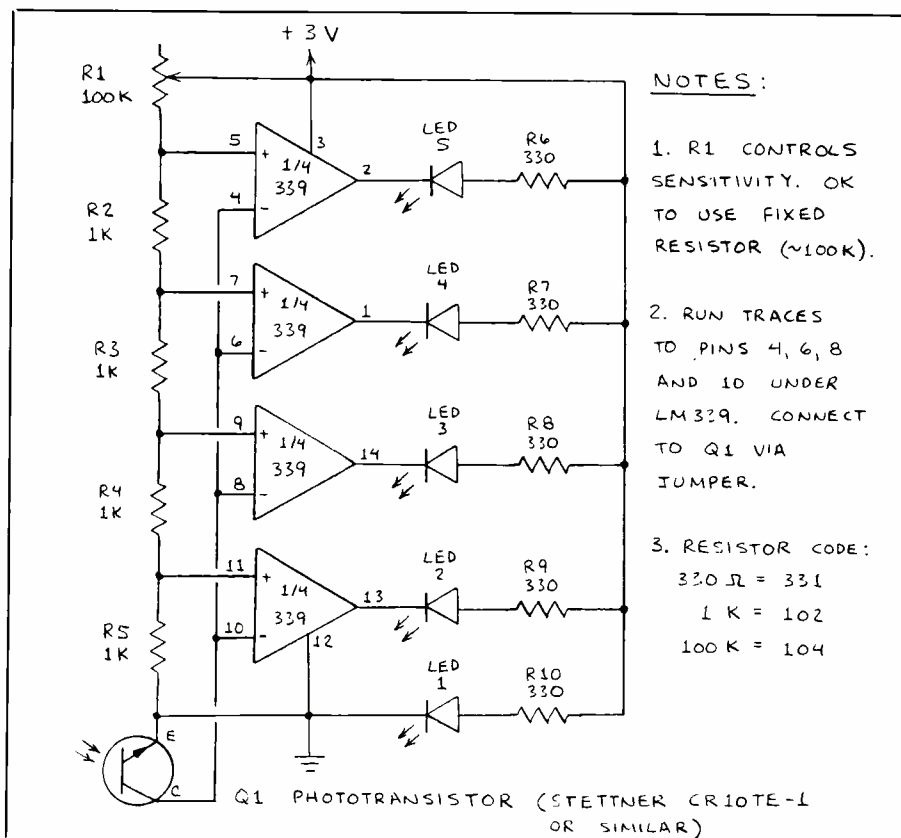 + 3 V
R1
100K
5
+
1/4
339
3
2
4
-
LED
5
R6
330
R2
1K
7
+
1/4
339
1
6
-
LED
4
R7
330
R3
1K
9
+
1/4
339
14
8
-
LED
3
R8
330
R4
1K
11
+
1/4
339
13
10
-
12
LED
2
R9
330
R5
1K
LED
1
R10
330
E
C
Q1 PHOTOTRANSISTOR (STETTNER CR10TE-1
OR SIMILAR)
NOTES:
1. R1 CONTROLS
SENSITIVITY. OK
TO USE FIXED
RESISTOR (~100K).
2. RUN TRACES
TO PINS 4, 6, 8
AND 10 UNDER
LM339. CONNECT
TO Q1 VIA
JUMPER.
3. RESISTOR CODE:
330 Ω = 331
1 K = 102
100 K = 104